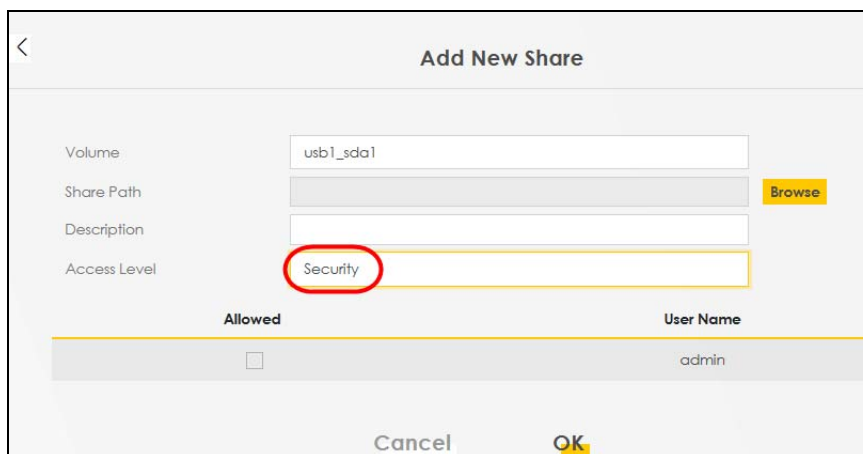 Add New Share
Volume usb1_sda1
Share Path Browse
Description
Access Level Security
Allowed User Name
admin
Cancel OK